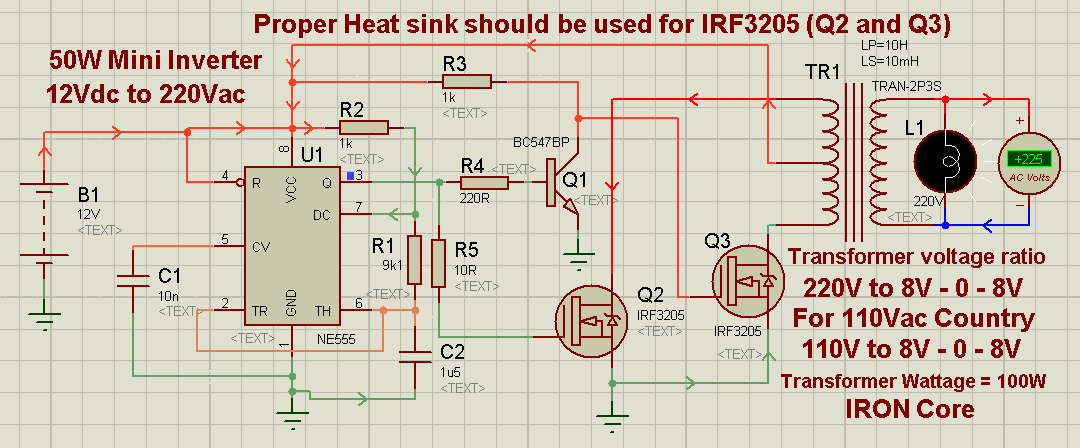 Proper Heat sink should be used for IRF3205 (Q2 and Q3)
50W Mini Inverter
12Vdc to 220Vac
LP=10H
LS=10mH
TR1
TRAN-2P3S
R3
1k
<TEXT>
R2
1k
<TEXT>
BC547BP
L1
220V
+
+225
AC Volts
−
<TEXT>
U1
8
VCC
4
R
Q
3
R4
<TEXT>
220R
Q1
<TEXT>
B1
12V
<TEXT>
DC
7
5
CV
R1
9k1
<TEXT>
R5
10R
<TEXT>
C1
10n
<TEXT>
2
TR
GND
TH
6
1
<TEXT>
NE555
Q2
IRF3205
<TEXT>
Q3
IRF3205
<TEXT>
C2
1u5
<TEXT>
Transformer voltage ratio
220V to 8V - 0 - 8V
For 110Vac Country
110V to 8V - 0 - 8V
Transformer Wattage = 100W
IRON Core